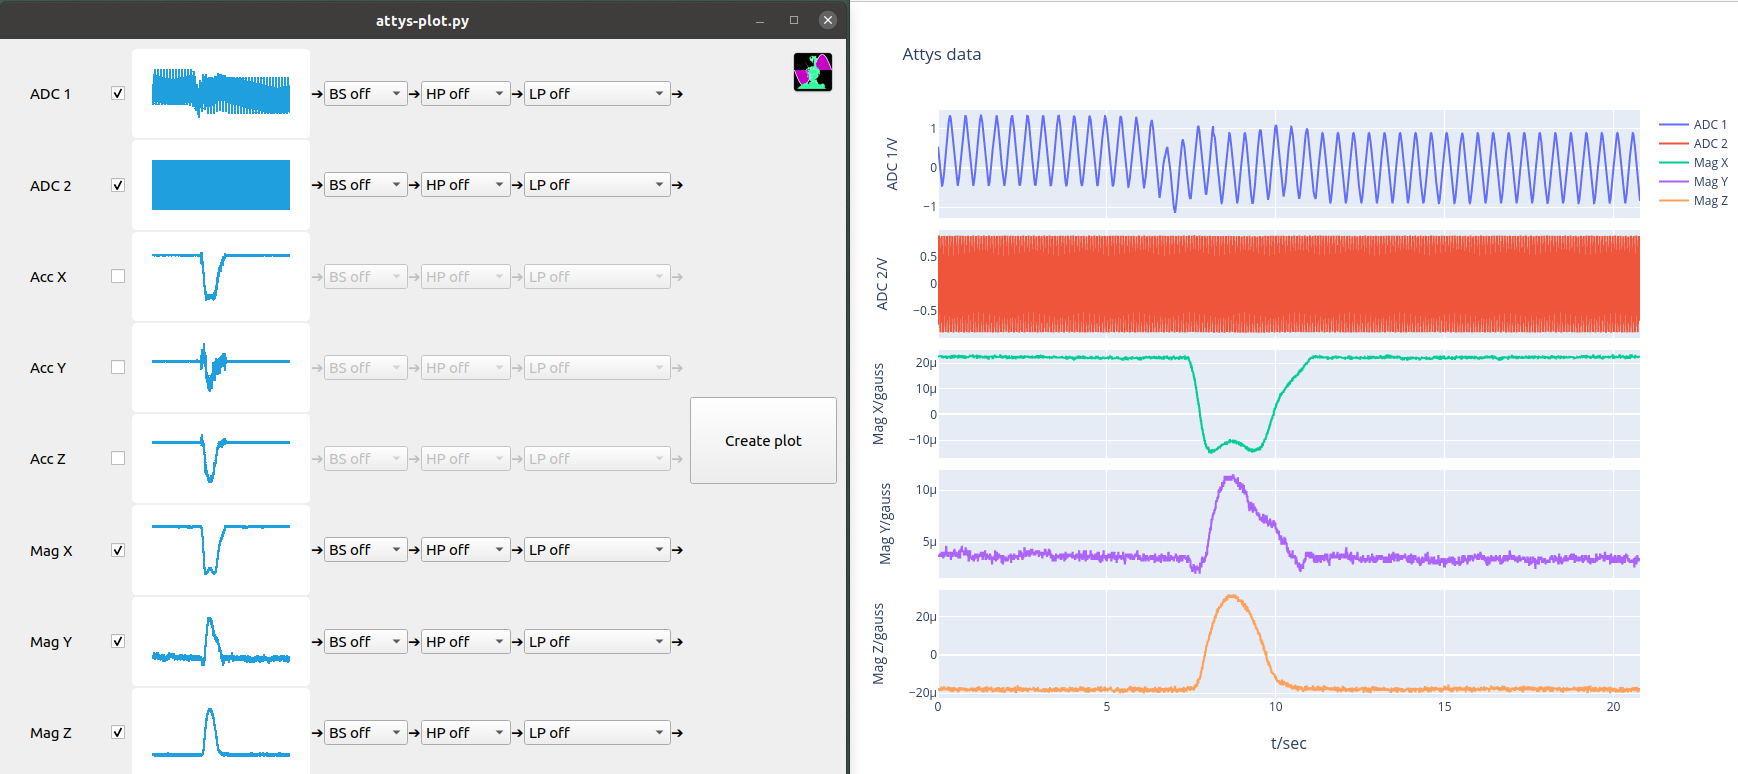 attys-plot.py
ADC 1 BS off HP off LP off
ADC 2 BS off HP off LP off
Acc X BS off HP off LP off
Acc Y BS off HP off LP off
Acc Z BS off HP off LP off
Mag X BS off HP off LP off
Mag Y BS off HP off LP off
Mag Z BS off HP off LP off
Create plot
Attys data
ADC 1/V
1
0
−1
ADC 2/V
0.5
0
−0.5
Mag X/gauss
20μ
10μ
0
−10μ
Mag Y/gauss
10μ
5μ
Mag Z/gauss
20μ
0
−20μ
0 5 10 15 20
t/sec
ADC 1
ADC 2
Mag X
Mag Y
Mag Z